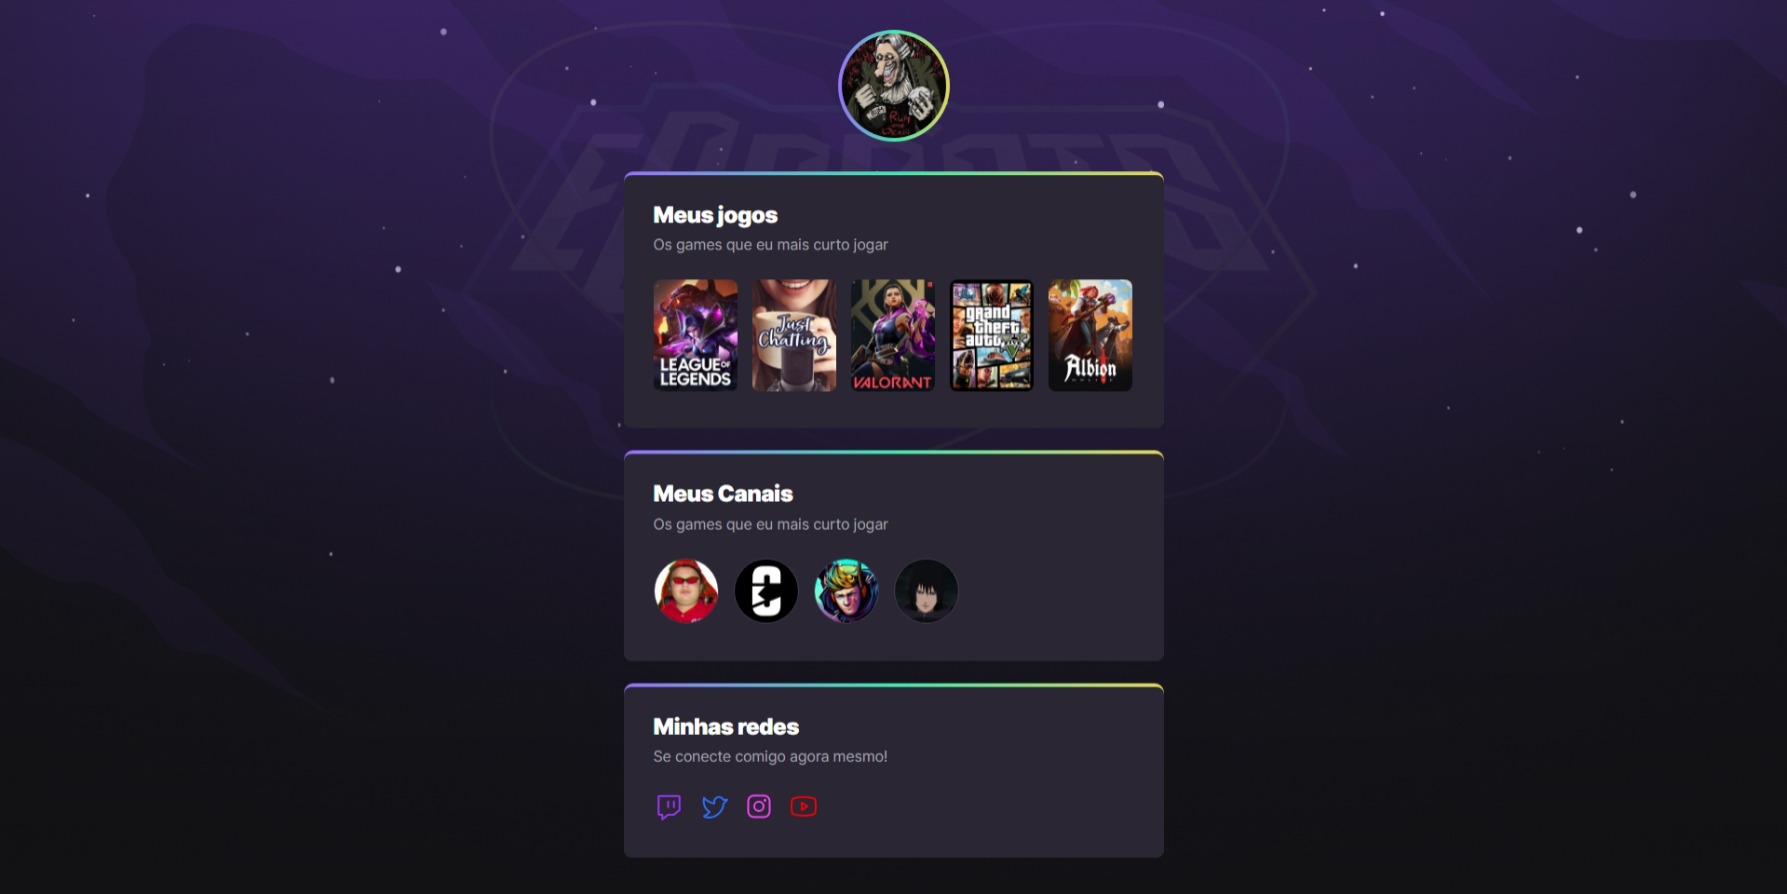 Meus jogos
Os games que eu mais curto jogar
LEAGUE OF
LEGENDS
Just
Chatting
VALORANT
grand
theft
auto V
Albion
ONLINE
Meus Canais
Os games que eu mais curto jogar
Minhas redes
Se conecte comigo agora mesmo!